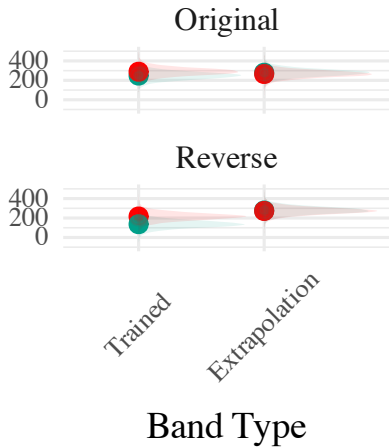 Original
400
200
0
Reverse
400
200
0
Trained
Extrapolation
Band Type